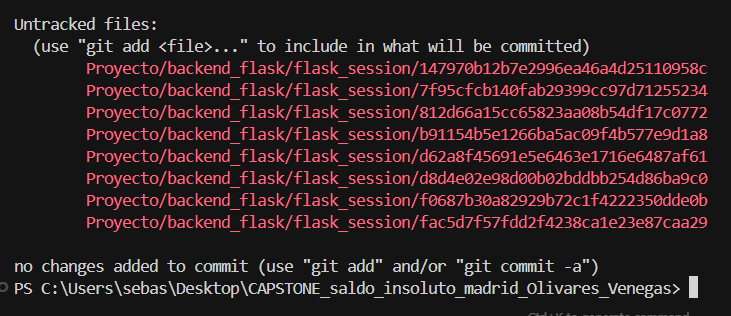 Untracked files:
(use "git add <file>..." to include in what will be committed)
Proyecto/backend_flask/flask_session/147970b12b7e2996ea46a4d25110958c
Proyecto/backend_flask/flask_session/7f95cfcb140fab29399cc97d71255234
Proyecto/backend_flask/flask_session/812d66a15cc65823aa08b54df17c0772
Proyecto/backend_flask/flask_session/b91154b5e1266ba5ac09f4b577e9d1a8
Proyecto/backend_flask/flask_session/d62a8f45691e5e6463e1716e6487af61
Proyecto/backend_flask/flask_session/d8d4e02e98d00b02bddbb254d86ba9c0
Proyecto/backend_flask/flask_session/f0687b30a82929b72c1f4222350dde0b
Proyecto/backend_flask/flask_session/fac5d7f57fdd2f4238ca1e23e87caa29
no changes added to commit (use "git add" and/or "git commit -a")
PS C:\Users\sebas\Desktop\CAPSTONE_saldo_insoluto_madrid_Olivares_Venegas>